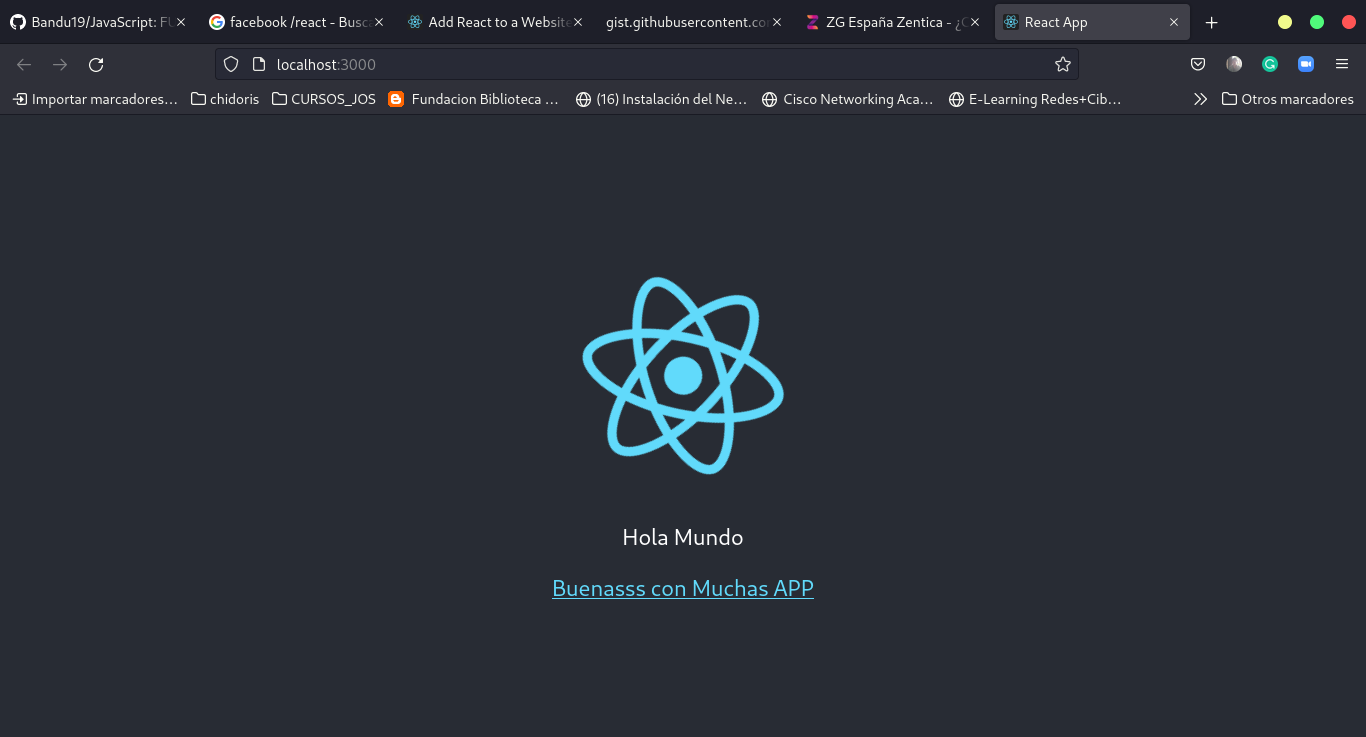 Bandu19/JavaScript: FU
facebook /react - Busca
Add React to a Website
gist.githubusercontent.co
ZG España Zentica - ¿C
React App
localhost:3000
Importar marcadores…
chidoris
CURSOS_JOS
Fundacion Biblioteca …
(16) Instalación del Ne…
Cisco Networking Aca…
E-Learning Redes+Cib…
Otros marcadores
Hola Mundo
Buenasss con Muchas APP